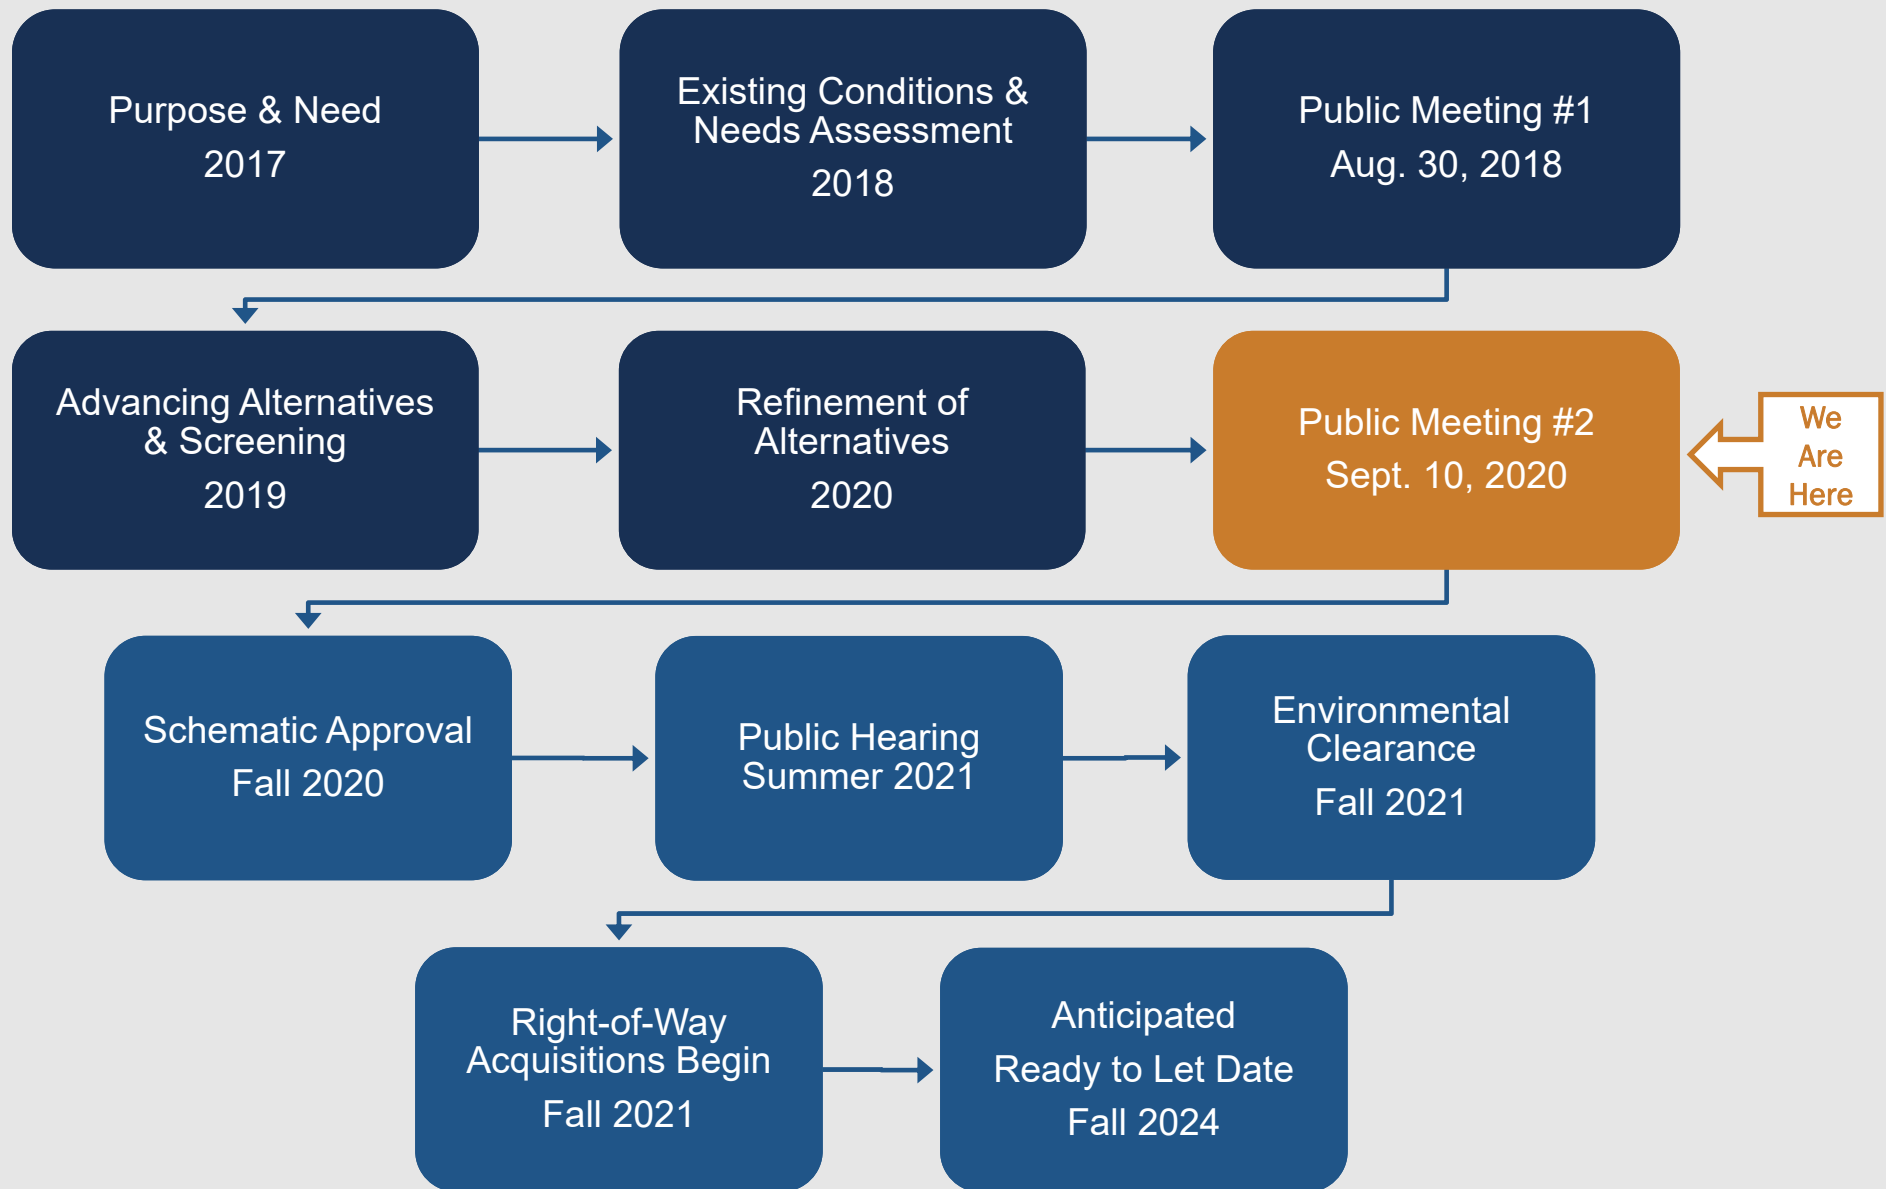 Purpose & Need
2017
Existing Conditions &
Needs Assessment
2018
Public Meeting #1
Aug. 30, 2018
Advancing Alternatives
& Screening
2019
Refinement of
Alternatives
2020
Public Meeting #2
Sept. 10, 2020
We
Are
Here
Schematic Approval
Fall 2020
Public Hearing
Summer 2021
Environmental
Clearance
Fall 2021
Right-of-Way
Acquisitions Begin
Fall 2021
Anticipated
Ready to Let Date
Fall 2024